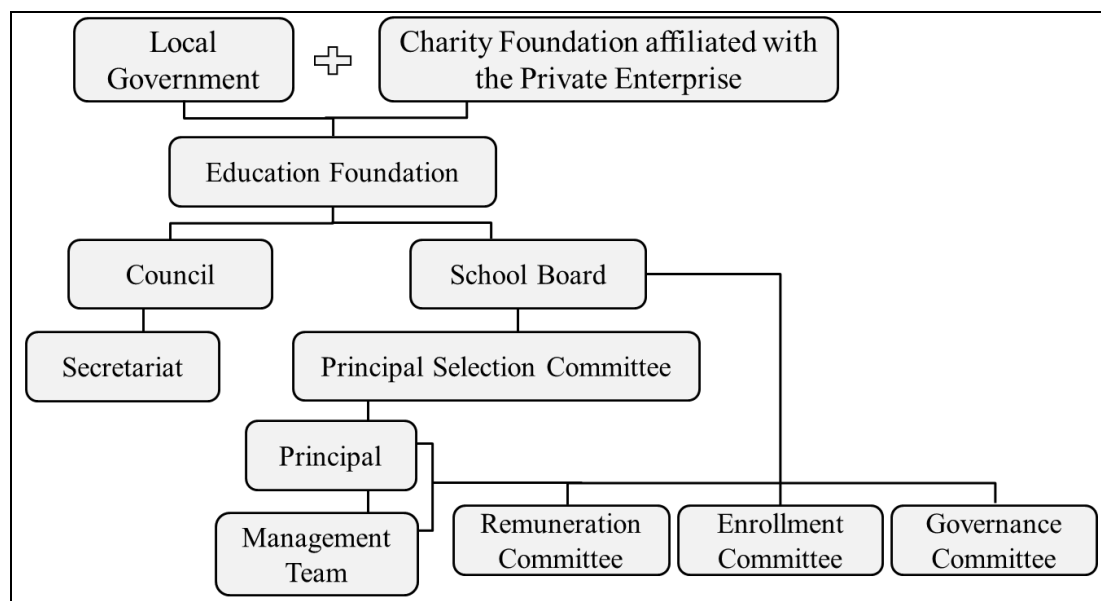 Local
Government
Charity Foundation affiliated with
the Private Enterprise
Education Foundation
Council
School Board
Secretariat
Principal Selection Committee
Principal
Management
Team
Remuneration
Committee
Enrollment
Committee
Governance
Committee